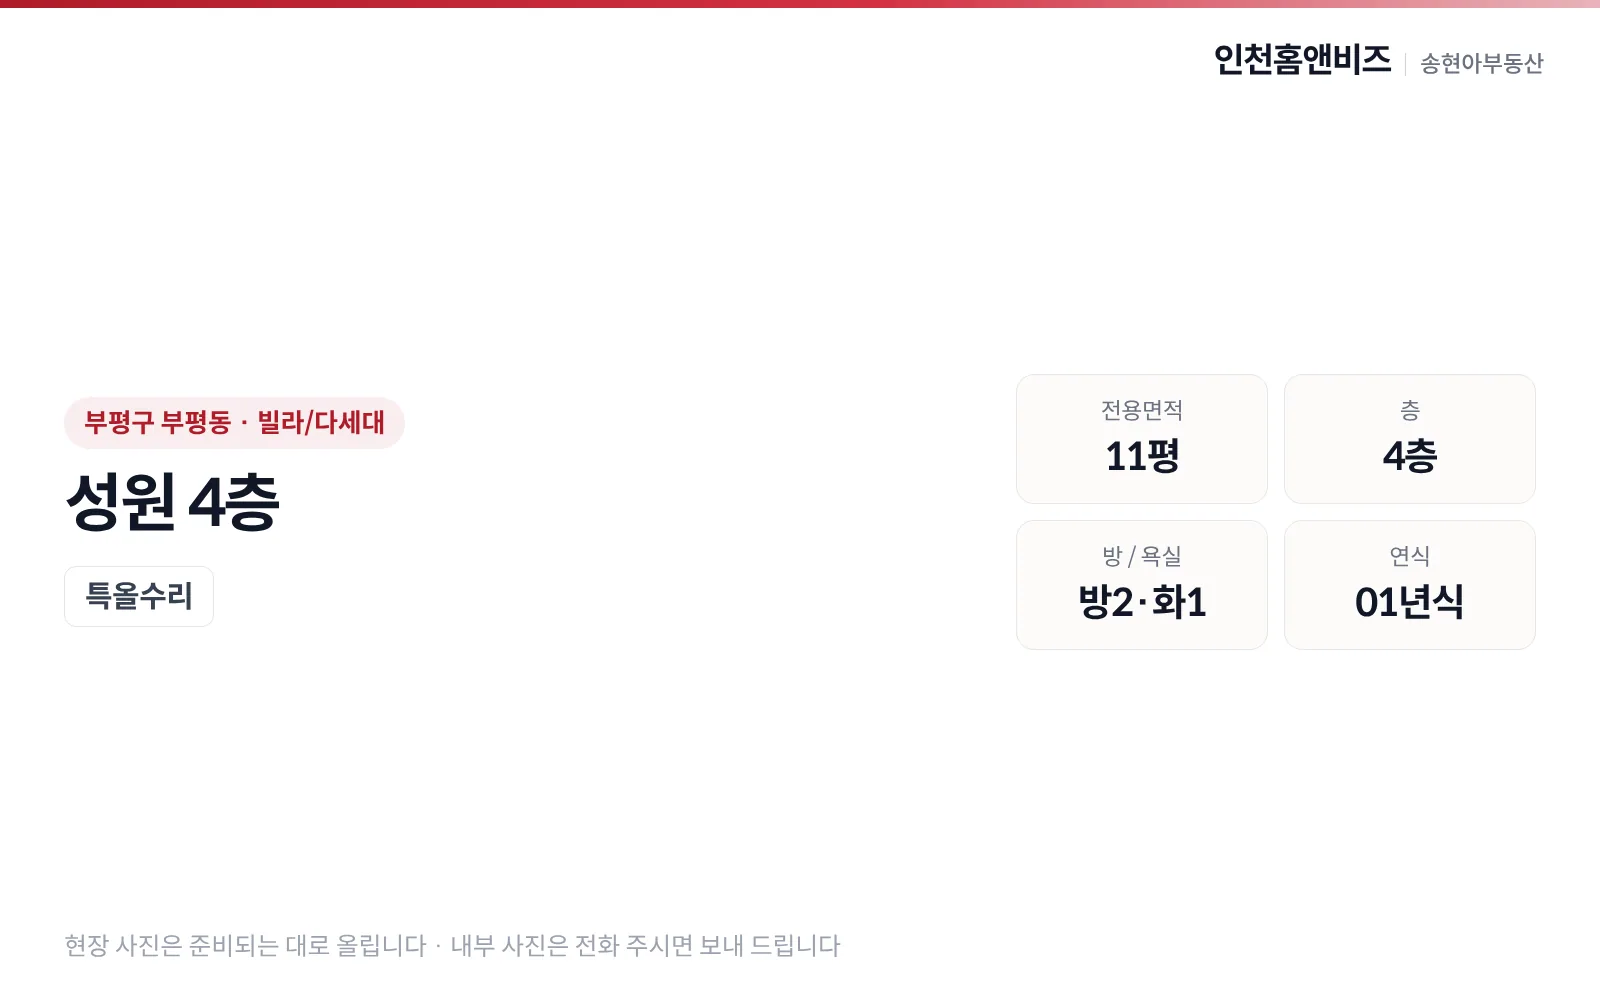 인천홈앤비즈 송현아부동산
부평구 부평동 · 빌라/다세대
성원 4층
특올수리
전용면적
11평
층
4층
방 / 욕실
방2·화1
연식
01년식
현장 사진은 준비되는 대로 올립니다 · 내부 사진은 전화 주시면 보내 드립니다